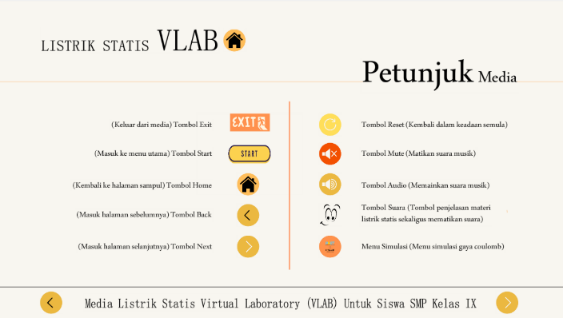 LISTRIK STATIS VLAB
Petunjuk Media
(Keluar dari media) Tombol Exit
EXIT
(Masuk ke menu utama) Tombol Start
START
(Kembali ke halaman sampul) Tombol Home
(Masuk halaman sebelumnya) Tombol Back
(Masuk halaman selanjutnya) Tombol Next
Tombol Reset (Kembali dalam keadaan semula)
Tombol Mute (Matikan suara musik)
Tombol Audio (Memainkan suara musik)
Tombol Suara (Tombol penjelasan materi
listrik statis sekaligus mematikan suara)
Menu Simulasi (Menu simulasi gaya coulomb)
Media Listrik Statis Virtual Laboratory (VLAB) Untuk Siswa SMP Kelas IX